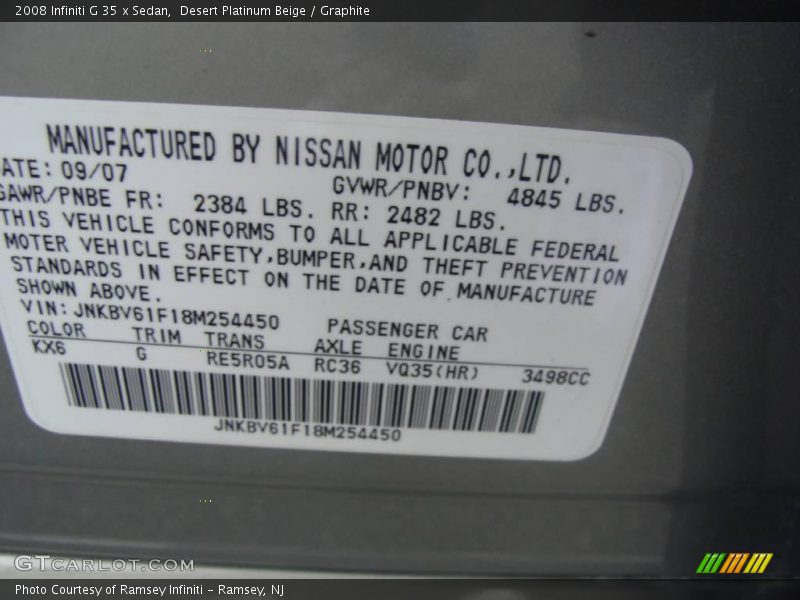 2008 Infiniti G 35 x Sedan,  Desert Platinum Beige / Graphite
MANUFACTURED BY NISSAN MOTOR CO.,LTD.
ATE: 09/07 GVWR/PNBV: 4845 LBS.
GAWR/PNBE FR: 2384 LBS. RR: 2482 LBS.
THIS VEHICLE CONFORMS TO ALL APPLICABLE FEDERAL
MOTER VEHICLE SAFETY,BUMPER,AND THEFT PREVENTION
STANDARDS IN EFFECT ON THE DATE OF MANUFACTURE
SHOWN ABOVE.
VIN: JNKBV61F18M254450 PASSENGER CAR
COLOR TRIM TRANS AXLE ENGINE
KX6 G RE5R05A RC36 VQ35(HR) 3498CC
JNKBV61F18M254450
GTCARLOT.COM
Photo Courtesy of Ramsey Infiniti - Ramsey, NJ